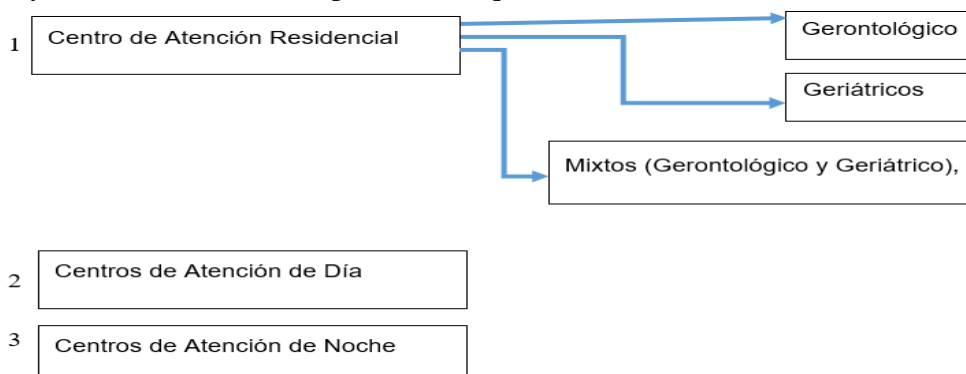 1 Centro de Atención Residencial
Gerontológico
Geriátricos
Mixtos (Gerontológico y Geriátrico),
2 Centros de Atención de Día
3 Centros de Atención de Noche